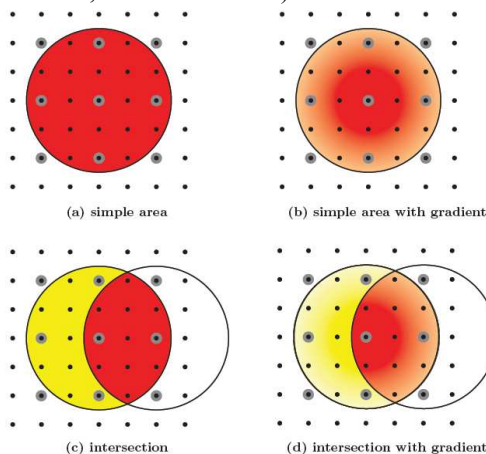 (a) simple area
(b) simple area with gradient
(c) intersection
(d) intersection with gradient